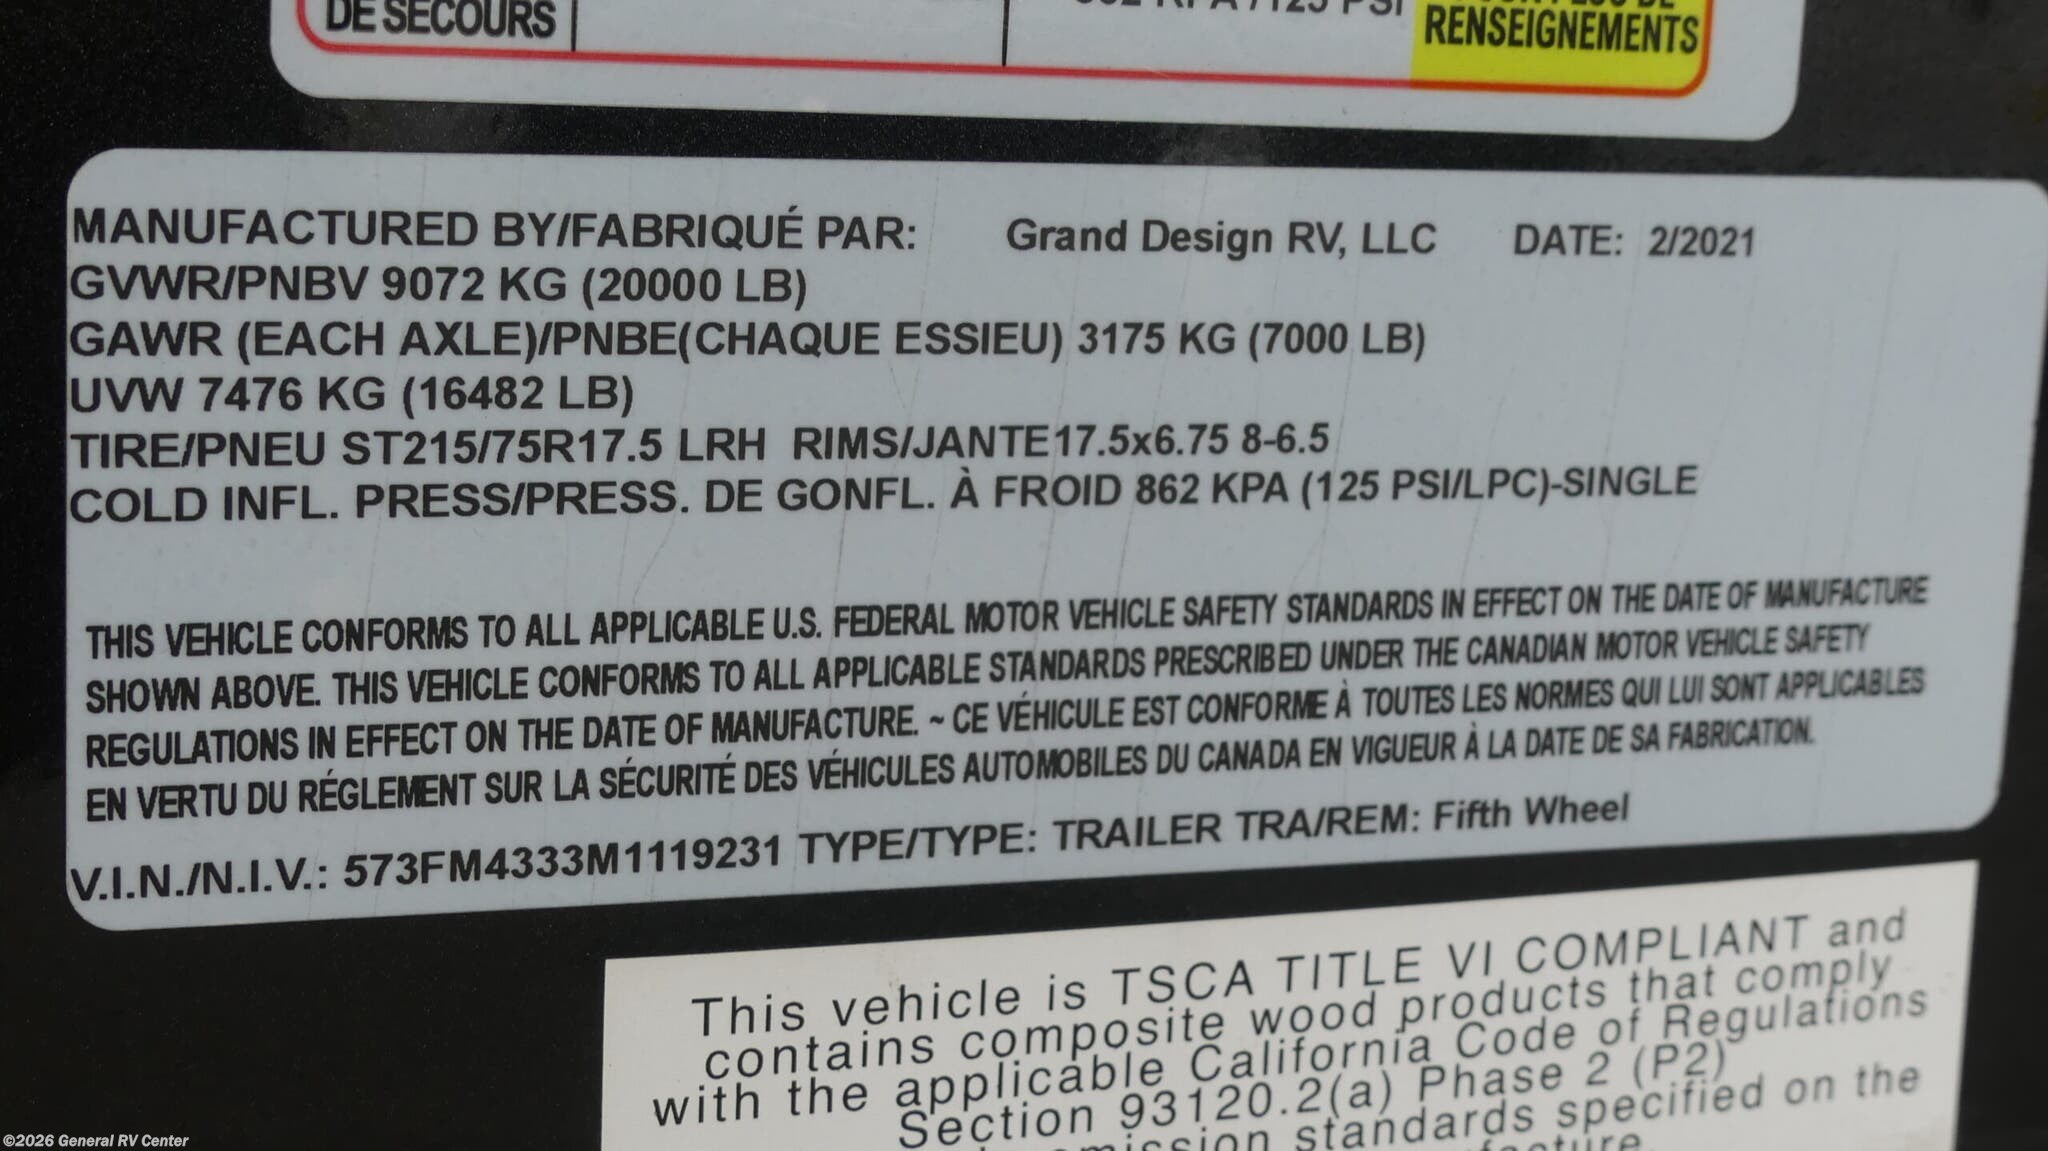 DE SECOURS
RENSEIGNEMENTS
MANUFACTURED BY/FABRIQUÉ PAR: Grand Design RV, LLC DATE: 2/2021
GVWR/PNBV 9072 KG (20000 LB)
GAWR (EACH AXLE)/PNBE(CHAQUE ESSIEU) 3175 KG (7000 LB)
UVW 7476 KG (16482 LB)
TIRE/PNEU ST215/75R17.5 LRH RIMS/JANTE17.5x6.75 8-6.5
COLD INFL. PRESS/PRESS. DE GONFL. À FROID 862 KPA (125 PSI/LPC)-SINGLE
THIS VEHICLE CONFORMS TO ALL APPLICABLE U.S. FEDERAL MOTOR VEHICLE SAFETY STANDARDS IN EFFECT ON THE DATE OF MANUFACTURE
SHOWN ABOVE. THIS VEHICLE CONFORMS TO ALL APPLICABLE STANDARDS PRESCRIBED UNDER THE CANADIAN MOTOR VEHICLE SAFETY
REGULATIONS IN EFFECT ON THE DATE OF MANUFACTURE. ~ CE VÉHICULE EST CONFORME À TOUTES LES NORMES QUI LUI SONT APPLICABLES
EN VERTU DU RÉGLEMENT SUR LA SÉCURITÉ DES VÉHICULES AUTOMOBILES DU CANADA EN VIGUEUR À LA DATE DE SA FABRICATION.
V.I.N./N.I.V.: 573FM4333M1119231 TYPE/TYPE: TRAILER TRA/REM: Fifth Wheel
This vehicle is TSCA TITLE VI COMPLIANT and
contains composite wood products that comply
with the applicable California Code of Regulations
Section 93120.2(a) Phase 2 (P2)
standards specified on the
©2026 General RV Center